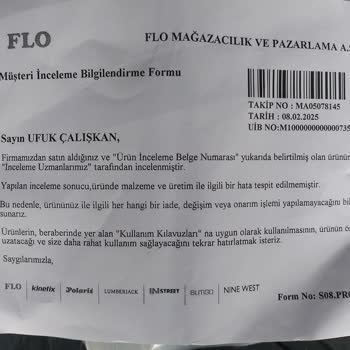 FLO
FLO MAĞAZACILIK VE PAZARLAMA A.Ş
Müşteri İnceleme Bilgilendirme Formu
TAKİP NO : MA05078145
TARİH : 08.02.2025
UİB NO:M1000000000000735
Sayın UFUK ÇALIŞKAN,
Firmamızdan satın aldığınız ve "Ürün İnceleme Belge Numarası" yukarıda belirtilmiş olan ürünün
"İnceleme Uzmanlarımız" tarafından incelenmiştir.
Yapılan inceleme sonucu,üründe malzeme ve üretim ile ilgili bir hata tespit edilmemiştir.
Bu nedenle, ürününüz ile ilgili her hangi bir iade, değişim veya onarım işlemi yapılamayacağını
sunarız.
Ürünlerin, beraberinde yer alan "Kullanım Kılavuzları" na uygun olarak kullanılmasının, ürünün
uzatacağı ve size daha rahat kullanım sağlayacağını tekrar hatırlatmak isteriz.
Saygılarımızla,
FLO kinetix Polaris LUMBERJACK INSTREET BUTIGO NINE WEST
Form No: S08.PR0